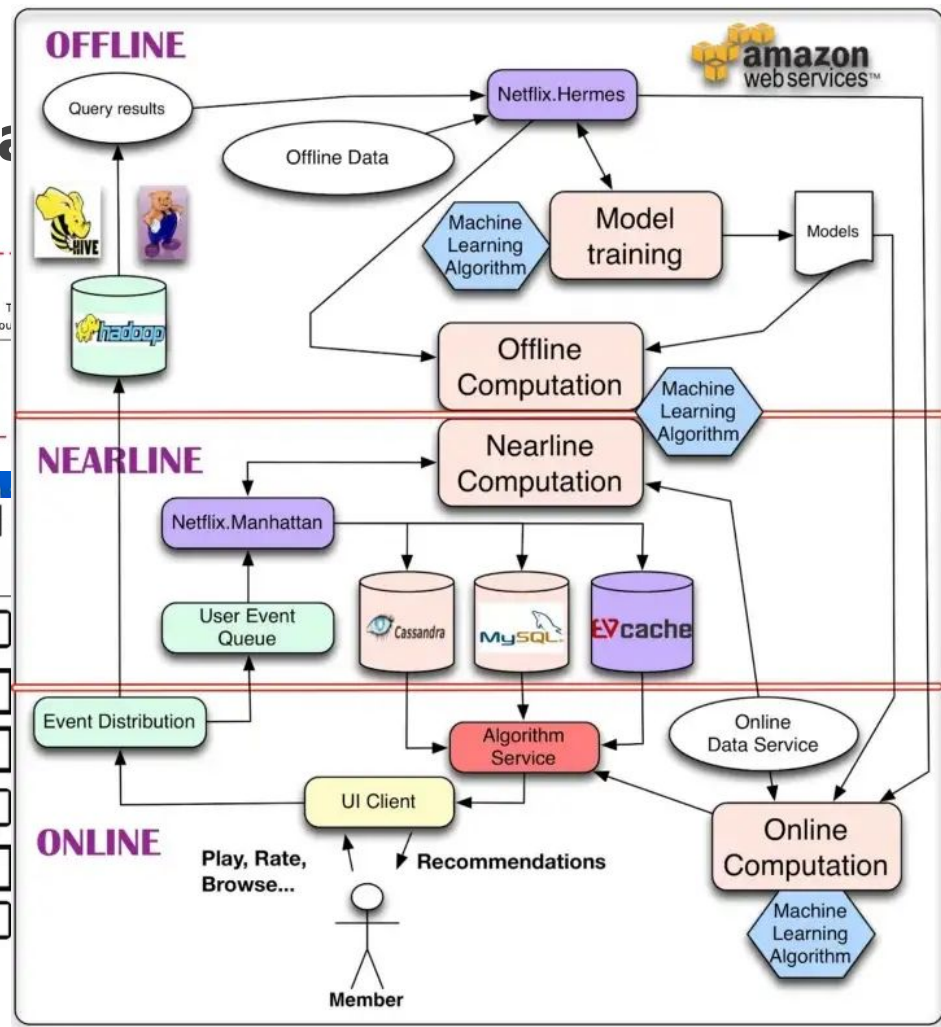 OFFLINE
amazon
webservices™
Query results
Netflix.Hermes
Offline Data
HIVE
Machine
Learning
Algorithm
Model
training
Models
hadoop
Offline
Computation
Machine
Learning
Algorithm
NEARLINE
Nearline
Computation
Netflix.Manhattan
User Event
Queue
Cassandra
MySQL
EVcache
Event Distribution
Algorithm
Service
Online
Data Service
UI Client
ONLINE
Play, Rate,
Browse...
Recommendations
Online
Computation
Machine
Learning
Algorithm
Member